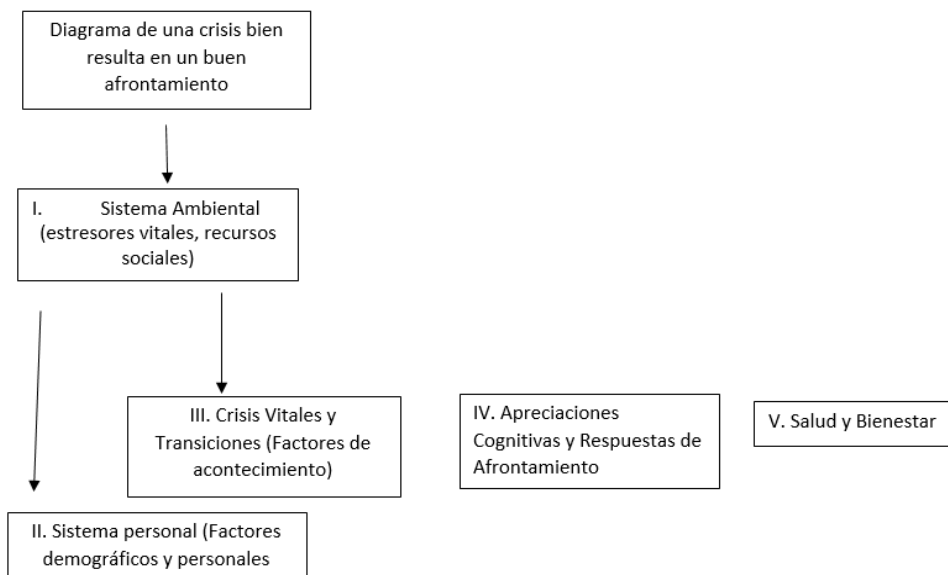 Diagrama de una crisis bien
resulta en un buen
afrontamiento
I. Sistema Ambiental
(estresores vitales, recursos
sociales)
III. Crisis Vitales y
Transiciones (Factores de
acontecimiento)
IV. Apreciaciones
Cognitivas y Respuestas de
Afrontamiento
V. Salud y Bienestar
II. Sistema personal (Factores
demográficos y personales